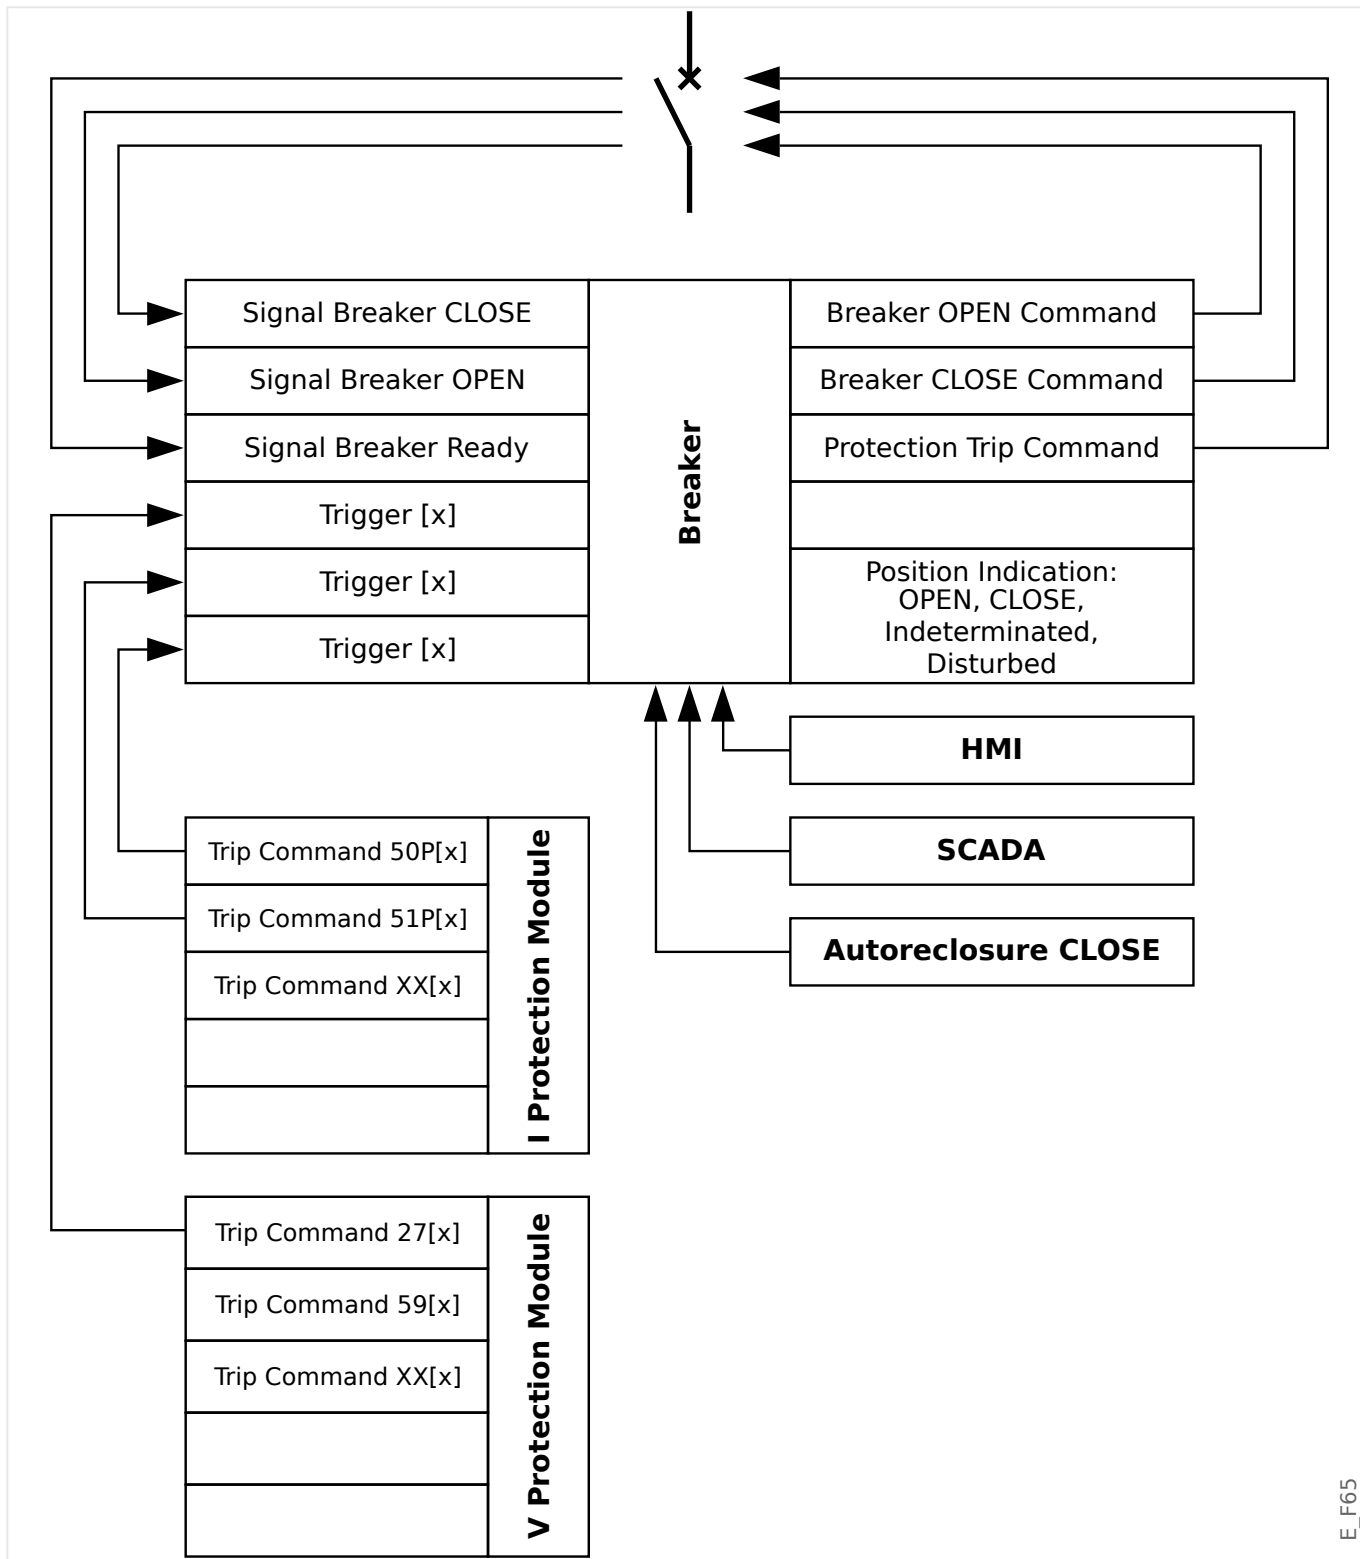 Signal Breaker CLOSE
Signal Breaker OPEN
Signal Breaker Ready
Trigger [x]
Trigger [x]
Trigger [x]
Breaker
Breaker OPEN Command
Breaker CLOSE Command
Protection Trip Command
Position Indication:
OPEN, CLOSE,
Indeterminated,
Disturbed
HMI
SCADA
Autoreclosure CLOSE
Trip Command 50P[x]
Trip Command 51P[x]
Trip Command XX[x]
I Protection Module
Trip Command 27[x]
Trip Command 59[x]
Trip Command XX[x]
V Protection Module
E_F65